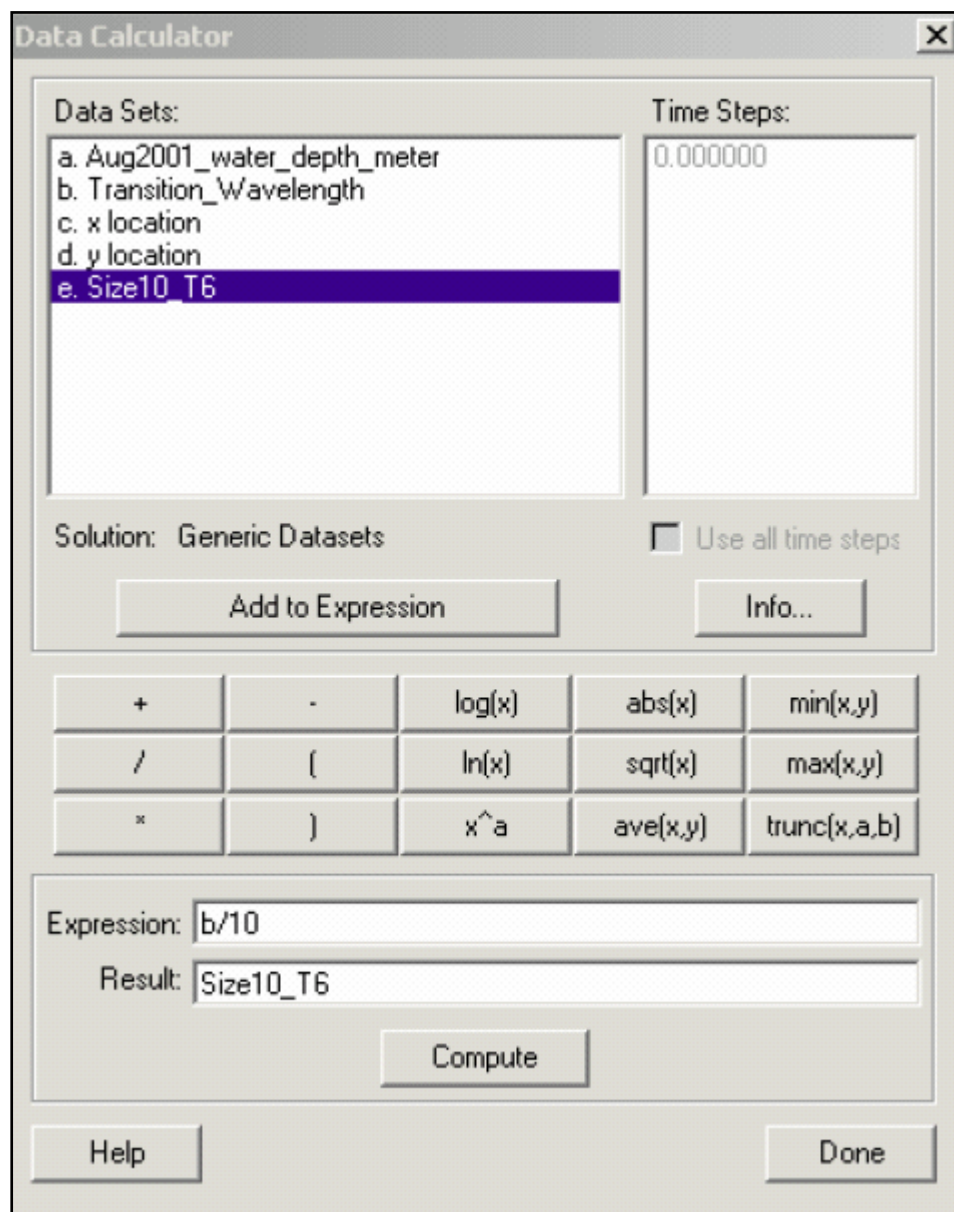 Data Calculator
Data Sets:
a. Aug2001_water_depth_meter
b. Transition_Wavelength
c. x location
d. y location
e. Size10_T6
Time Steps:
0.000000
Solution: Generic Datasets
Use all time steps
Add to Expression
Info...
+ - log(x) abs(x) min(x,y)
/ ( ln(x) sqrt(x) max(x,y)
* ) x^a ave(x,y) trunc(x,a,b)
Expression: b/10
Result: Size10_T6
Compute
Help
Done